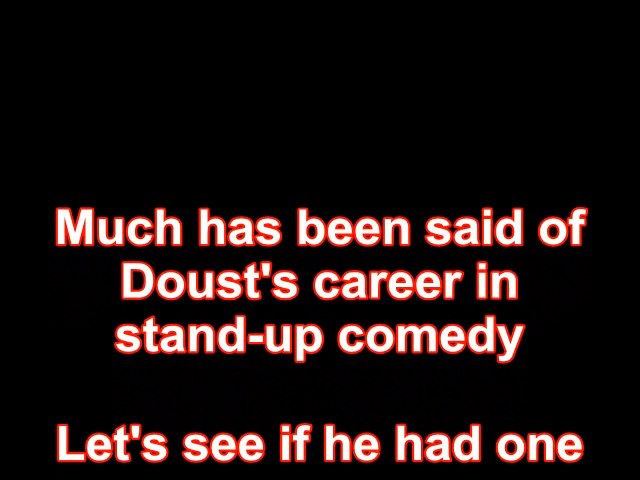 Much has been said of
Doust's career in
stand-up comedy
Let's see if he had one